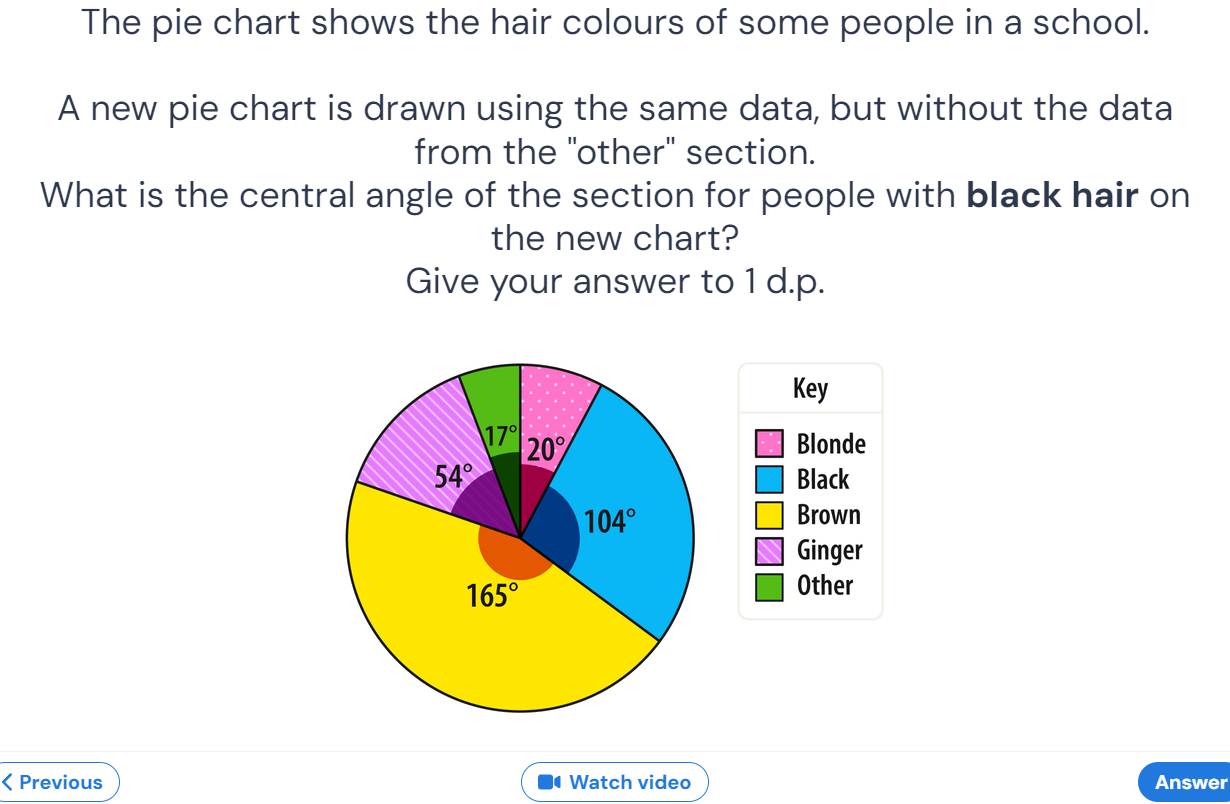 The pie chart shows the hair colours of some people in a school.
A new pie chart is drawn using the same data, but without the data
from the "other" section.
What is the central angle of the section for people with black hair on
the new chart?
Give your answer to 1 d.p.
17°
20°
54°
104°
165°
Key
Blonde
Black
Brown
Ginger
Other
Previous
Watch video
Answer